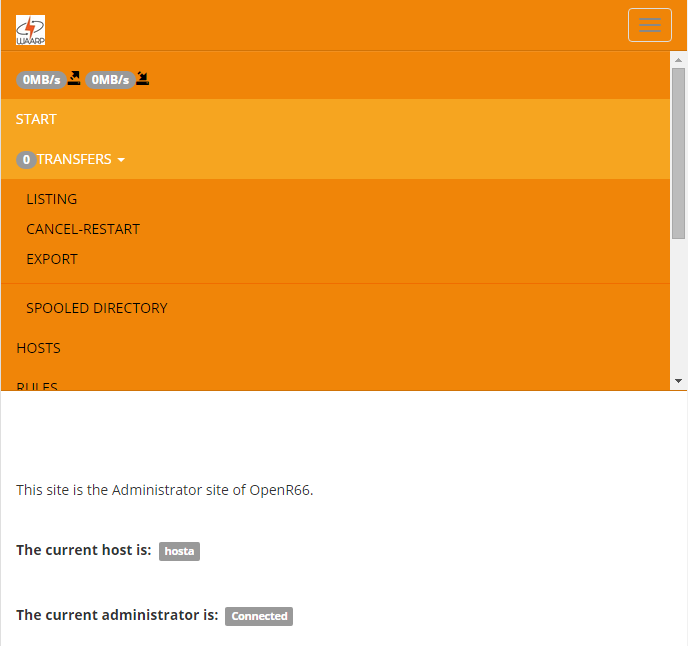 WAARP
0MB/s 0MB/s
START
0 TRANSFERS
LISTING
CANCEL-RESTART
EXPORT
SPOOLED DIRECTORY
HOSTS
RULES
This site is the Administrator site of OpenR66.
The current host is: hosta
The current administrator is: Connected